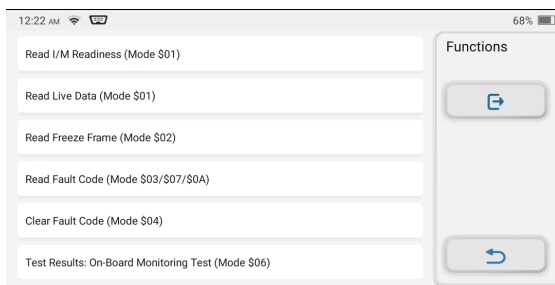 12:22 AM
68%
Read I/M Readiness (Mode $01)
Read Live Data (Mode $01)
Read Freeze Frame (Mode $02)
Read Fault Code (Mode $03/$07/$0A)
Clear Fault Code (Mode $04)
Test Results: On-Board Monitoring Test (Mode $06)
Functions